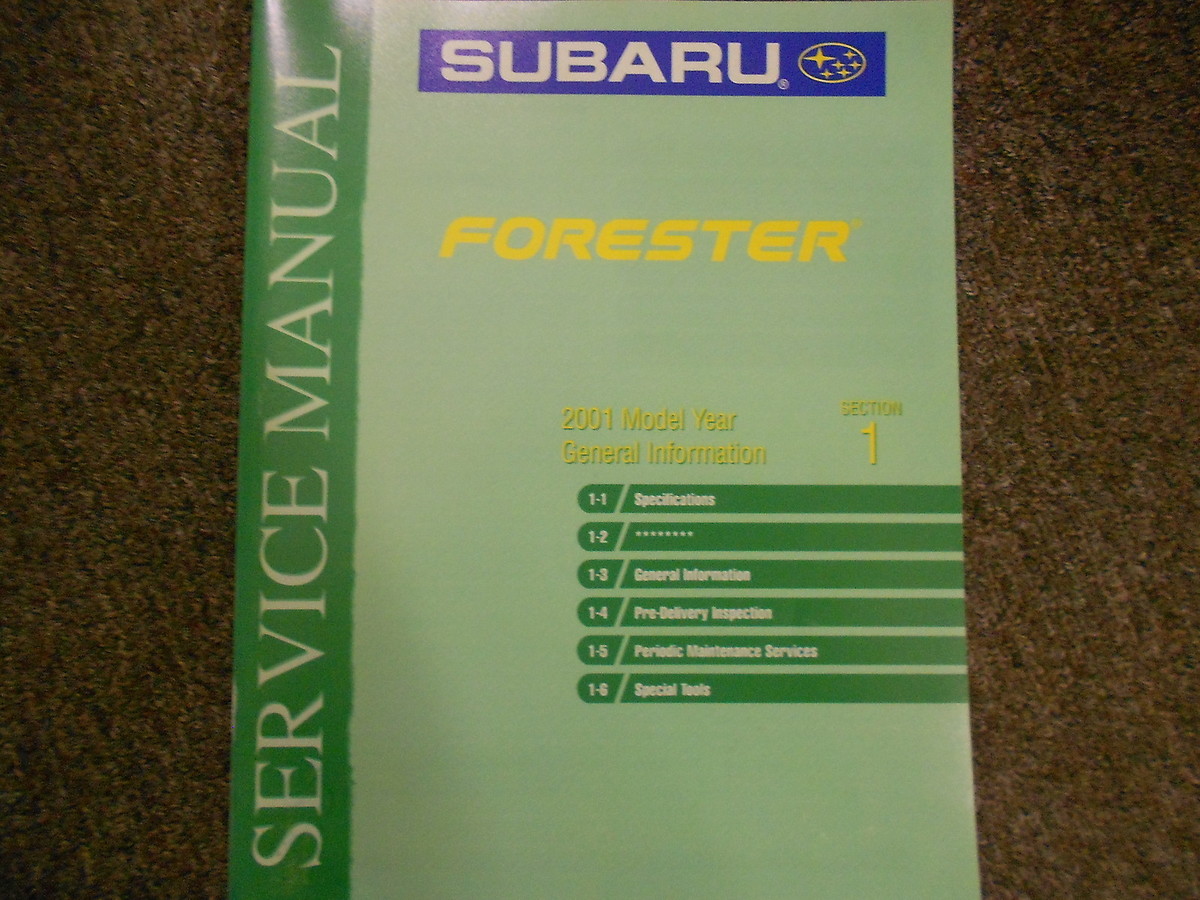 SERVICE MANUAL
SUBARU®
FORESTER®
2001 Model Year
General Information
SECTION
1
1-1 / Specifications
1-2 / ********
1-3 / General Information
1-4 / Pre-Delivery Inspection
1-5 / Periodic Maintenance Services
1-6 / Special Tools